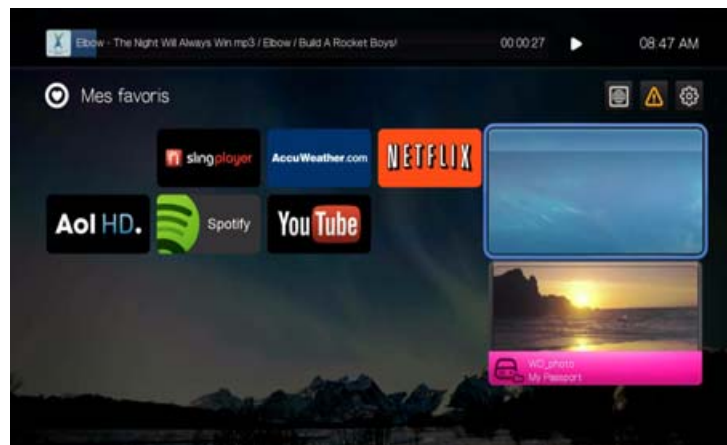 Elbow - The Night Will Always Win mp3 / Elbow / Build A Rocket Boys!
00:00:27
08:47 AM
Mes favoris
slingplayer
AccuWeather.com
NETFLIX
Aol HD.
Spotify
YouTube
WD_photo
My Passport